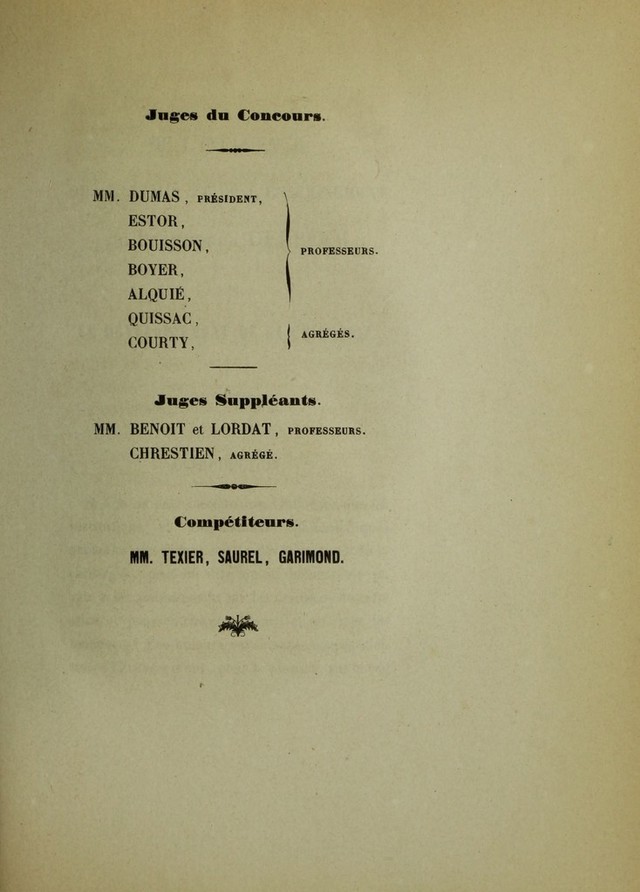 Juges du Concours.
MM. DUMAS, PRÉSIDENT,
ESTOR,
BOUISSON,
PROFESSEURS.
BOYER,
ALQUIÉ,
QUISSAC,
AGRÉGÉS.
COURTY,
Juges Suppléants.
MM. BENOIT et LORDAT, PROFESSEURS.
CHRESTIEN, AGRÉGÉ.
Compétiteurs.
MM. TEXIER, SAUREL, GARIMOND.